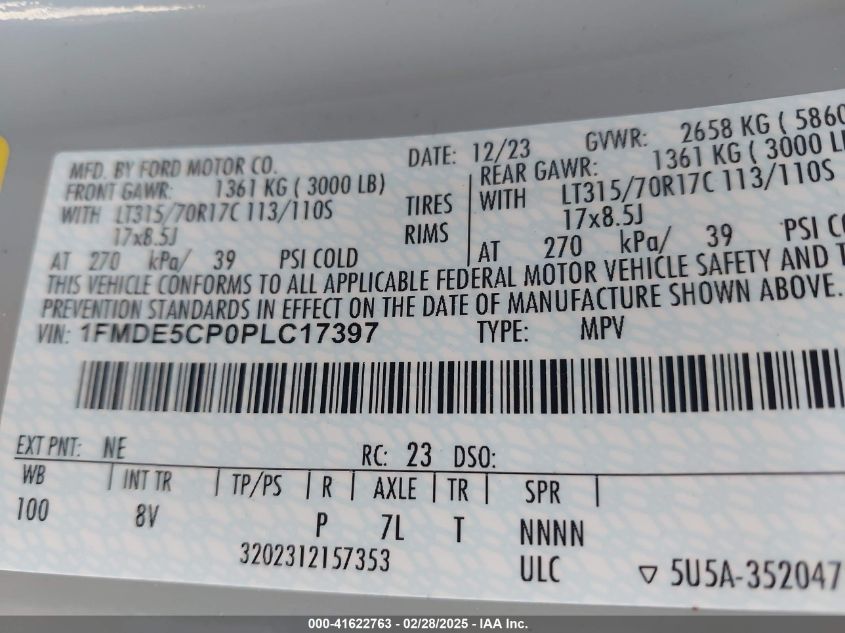 MFD. BY FORD MOTOR CO. DATE: 12/23 GVWR: 2658 KG ( 5860
FRONT GAWR: 1361 KG ( 3000 LB) REAR GAWR: 1361 KG ( 3000 L
WITH LT315/70R17C 113/110S TIRES WITH LT315/70R17C 113/110S
17x8.5J RIMS 17x8.5J
AT 270 kPa/ 39 PSI COLD AT 270 kPa/ 39 PSI CO
THIS VEHICLE CONFORMS TO ALL APPLICABLE FEDERAL MOTOR VEHICLE SAFETY AND T
PREVENTION STANDARDS IN EFFECT ON THE DATE OF MANUFACTURE SHOWN ABOVE.
VIN: 1FMDE5CP0PLC17397 TYPE: MPV
EXT PNT: NE RC: 23 DSO:
WB | INT TR | TP/PS | R | AXLE | TR | SPR |
100 8V P 7L T NNNN
3202312157353 ULC ▽ 5U5A-352047
000-41622763 - 02/28/2025 - IAA Inc.